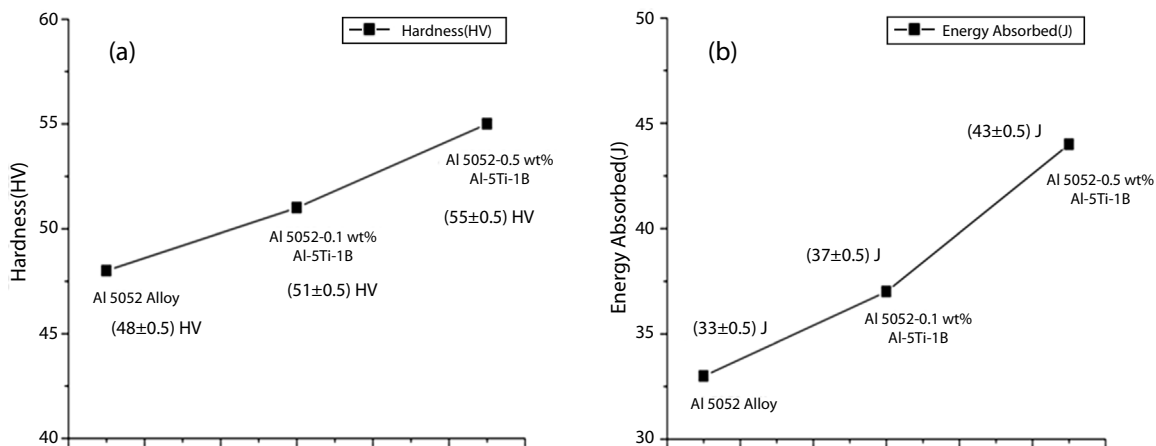 60
(a)
Hardness(HV)
55
Al 5052-0.5 wt%
Al-5Ti-1B
(55±0.5) HV
Hardness(HV)
50
Al 5052-0.1 wt%
Al-5Ti-1B
(51±0.5) HV
Al 5052 Alloy
(48±0.5) HV
45
40
50
(b)
Energy Absorbed(J)
45
(43±0.5) J
Al 5052-0.5 wt%
Al-5Ti-1B
Energy Absorbed(J)
40
(37±0.5) J
Al 5052-0.1 wt%
Al-5Ti-1B
35
(33±0.5) J
Al 5052 Alloy
30